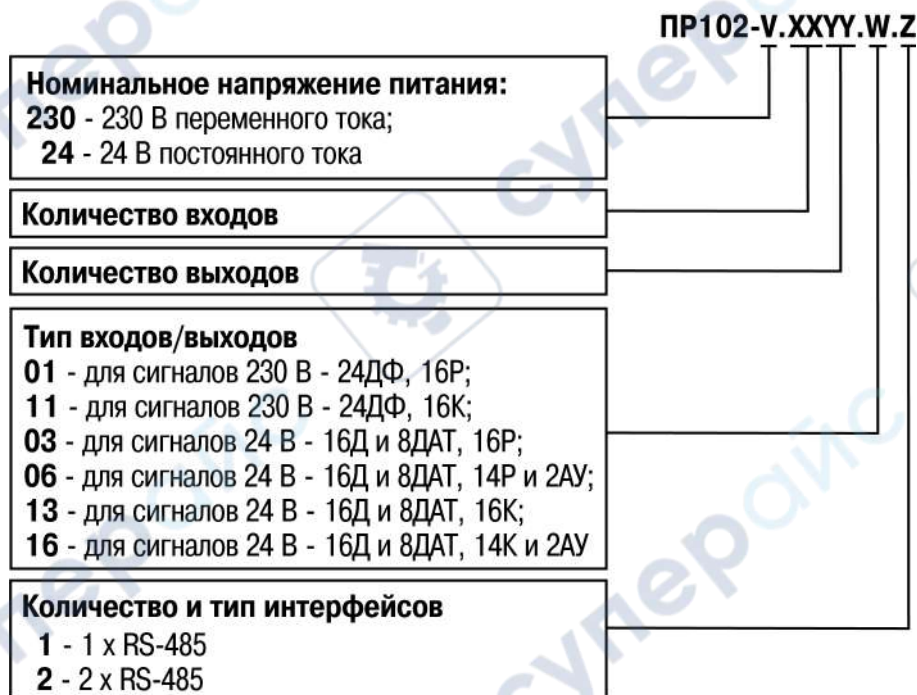 ПР102-V.XXYY.W.Z
Номинальное напряжение питания:
230 - 230 В переменного тока;
24 - 24 В постоянного тока
Количество входов
Количество выходов
Тип входов/выходов
01 - для сигналов 230 В - 24ДФ, 16Р;
11 - для сигналов 230 В - 24ДФ, 16К;
03 - для сигналов 24 В - 16Д и 8ДАТ, 16Р;
06 - для сигналов 24 В - 16Д и 8ДАТ, 14Р и 2АУ;
13 - для сигналов 24 В - 16Д и 8ДАТ, 16К;
16 - для сигналов 24 В - 16Д и 8ДАТ, 14К и 2АУ
Количество и тип интерфейсов
1 - 1 x RS-485
2 - 2 x RS-485
суперайс